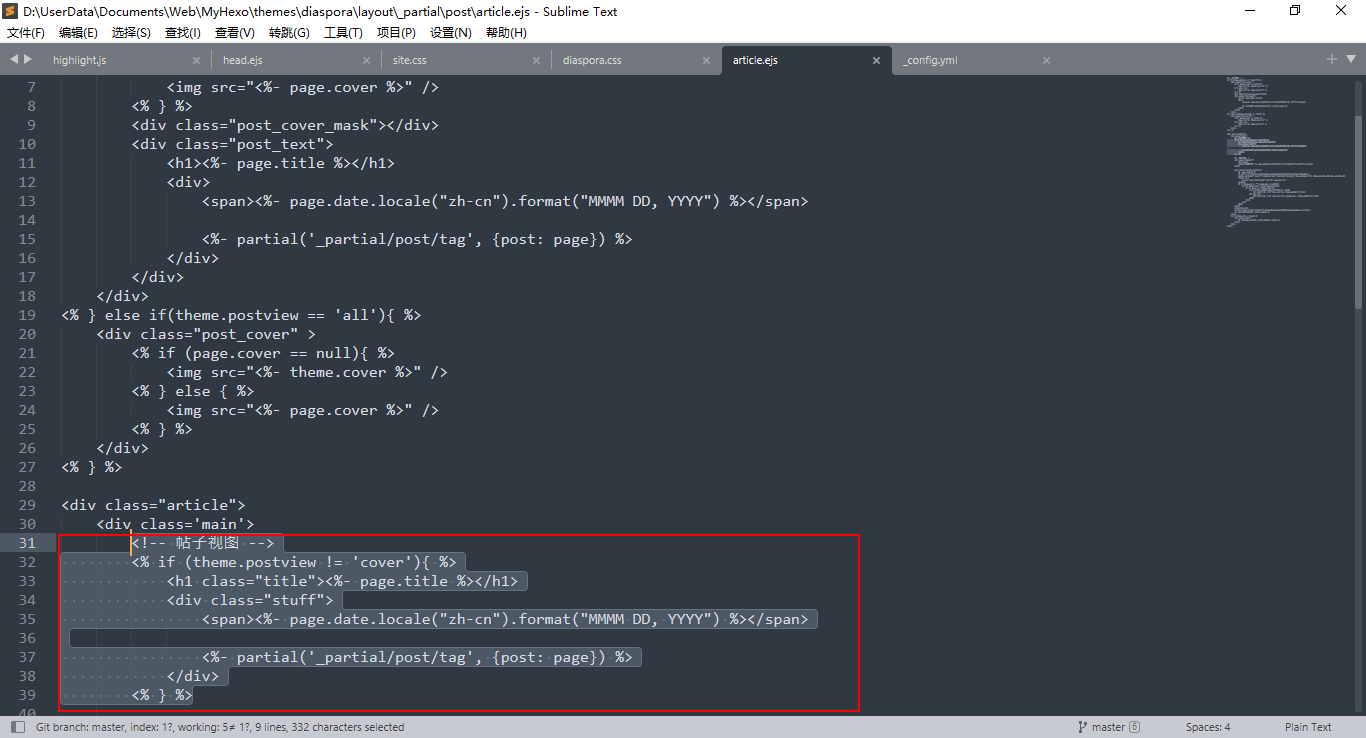 D:\UserData\Documents\Web\MyHexo\themes\diaspora\layout\_partial\post\article.ejs - Sublime Text
文件(F) 编辑(E) 选择(S) 查找(I) 查看(V) 转跳(G) 工具(T) 项目(P) 设置(N) 帮助(H)
highlight.js head.ejs site.css diaspora.css article.ejs _config.yml
7 <img src="<%- page.cover %>" />
8 <% } %>
9 <div class="post_cover_mask"></div>
10 <div class="post_text">
11 <h1><%- page.title %></h1>
12 <div>
13 <span><%- page.date.locale("zh-cn").format("MMMM DD, YYYY") %></span>
14
15 <%- partial('_partial/post/tag', {post: page}) %>
16 </div>
17 </div>
18 </div>
19 <% } else if(theme.postview == 'all'){ %>
20 <div class="post_cover" >
21 <% if (page.cover == null){ %>
22 <img src="<%- theme.cover %>" />
23 <% } else { %>
24 <img src="<%- page.cover %>" />
25 <% } %>
26 </div>
27 <% } %>
28
29 <div class="article">
30 <div class='main'>
31 <!-- 帖子视图 -->
32 <% if (theme.postview != 'cover'){ %>
33 <h1 class="title"><%- page.title %></h1>
34 <div class="stuff">
35 <span><%- page.date.locale("zh-cn").format("MMMM DD, YYYY") %></span>
36
37 <%- partial('_partial/post/tag', {post: page}) %>
38 </div>
39 <% } %>
40
Git branch: master, index: 1?, working: 5≠ 1?, 9 lines, 332 characters selected master 6 Spaces: 4 Plain Text